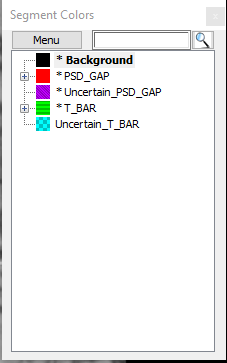 Segment Colors
Menu
* Background
* PSD_GAP
* Uncertain_PSD_GAP
* T_BAR
Uncertain_T_BAR